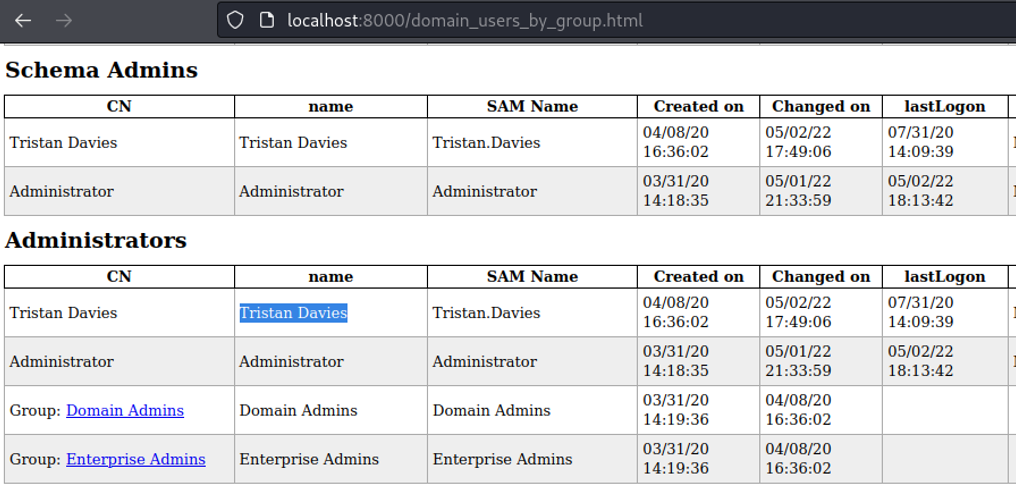 localhost:8000/domain_users_by_group.html
Schema Admins
CN name SAM Name Created on Changed on lastLogon
Tristan Davies Tristan Davies Tristan.Davies 04/08/20 16:36:02 05/02/22 17:49:06 07/31/20 14:09:39
Administrator Administrator Administrator 03/31/20 14:18:35 05/01/22 21:33:59 05/02/22 18:13:42
Administrators
CN name SAM Name Created on Changed on lastLogon
Tristan Davies Tristan Davies Tristan.Davies 04/08/20 16:36:02 05/02/22 17:49:06 07/31/20 14:09:39
Administrator Administrator Administrator 03/31/20 14:18:35 05/01/22 21:33:59 05/02/22 18:13:42
Group: Domain Admins Domain Admins Domain Admins 03/31/20 14:19:36 04/08/20 16:36:02
Group: Enterprise Admins Enterprise Admins Enterprise Admins 03/31/20 14:19:36 04/08/20 16:36:02